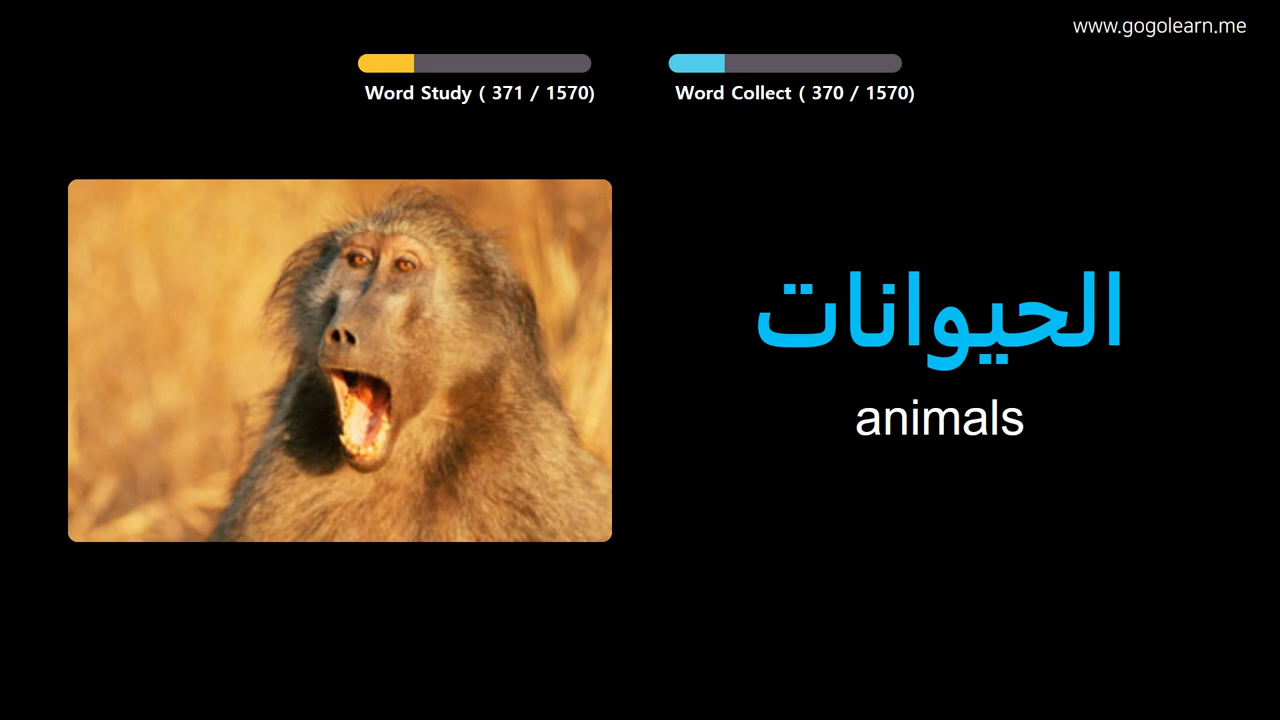 www.gogolearn.me
Word Study ( 371 / 1570)
Word Collect ( 370 / 1570)
الحيوانات
animals